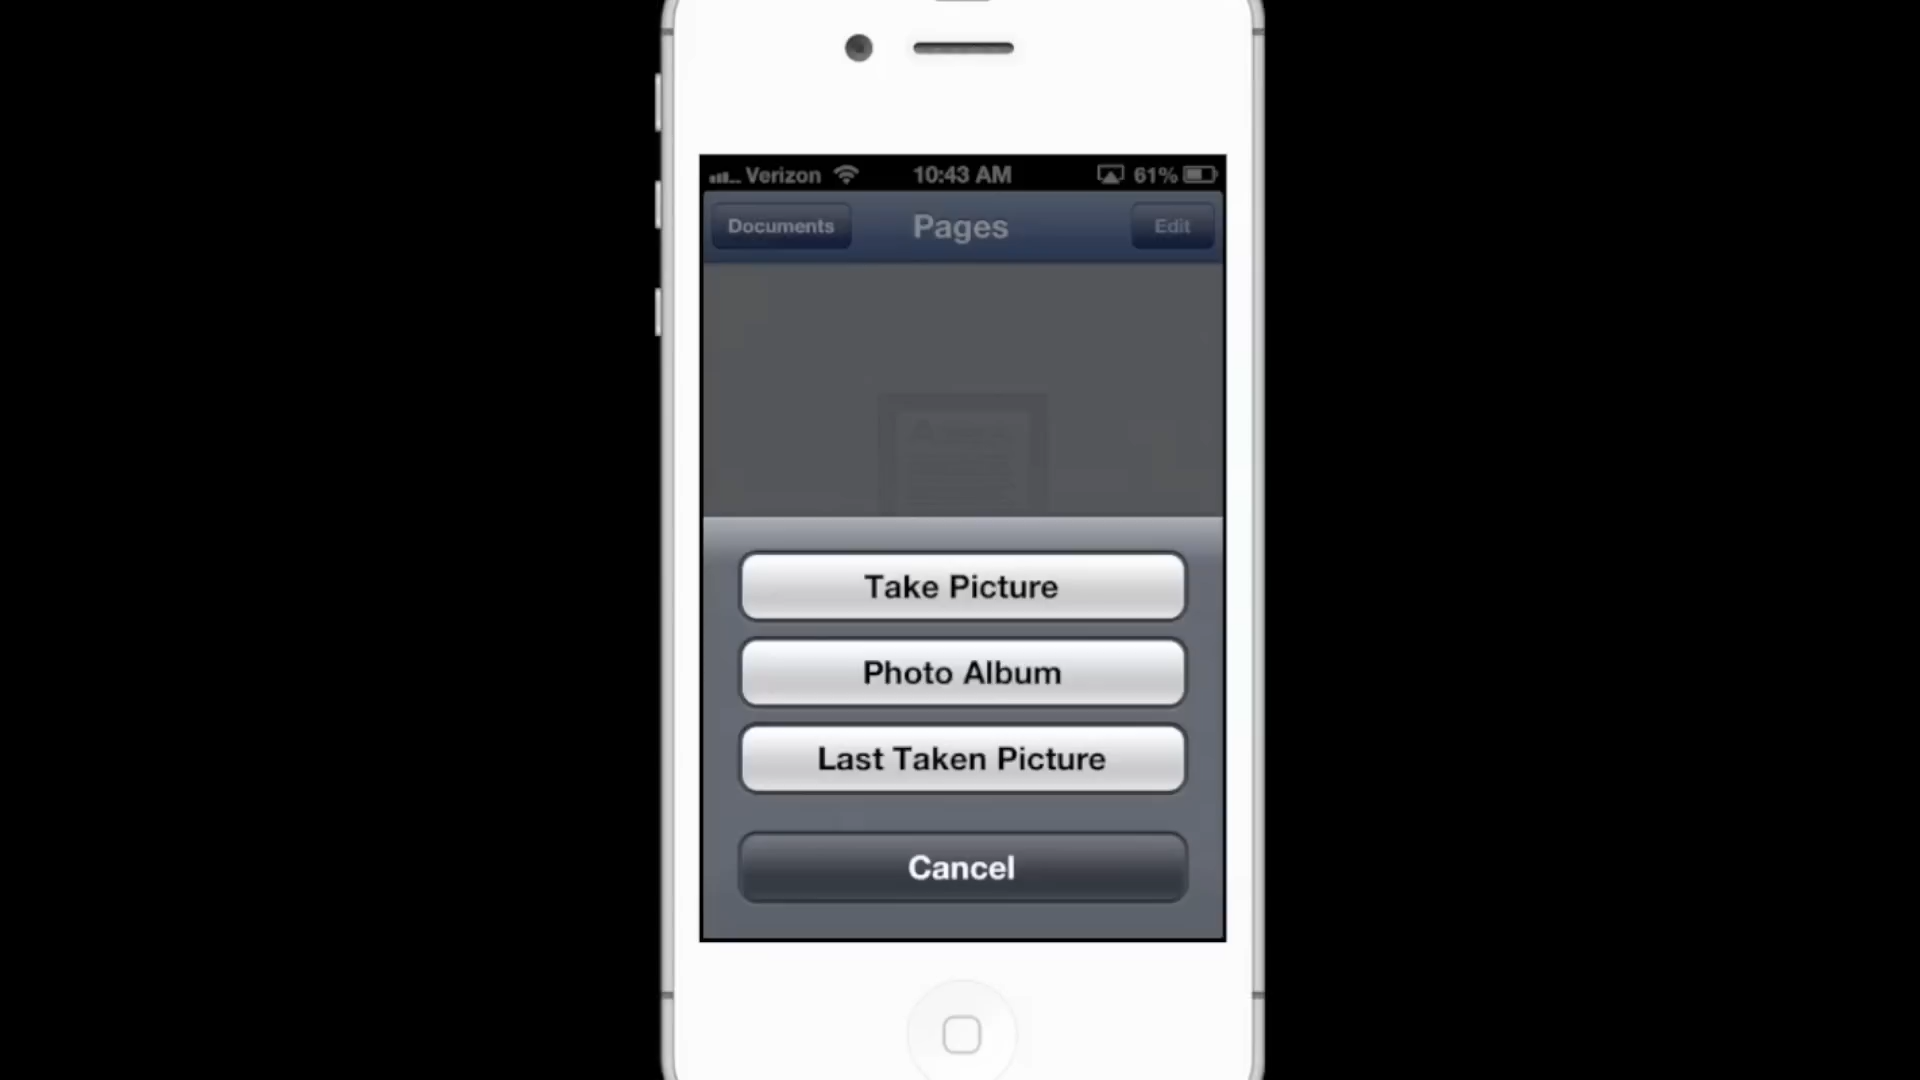 Verizon 10:43 AM 61%
Documents Pages Edit
Take Picture
Photo Album
Last Taken Picture
Cancel